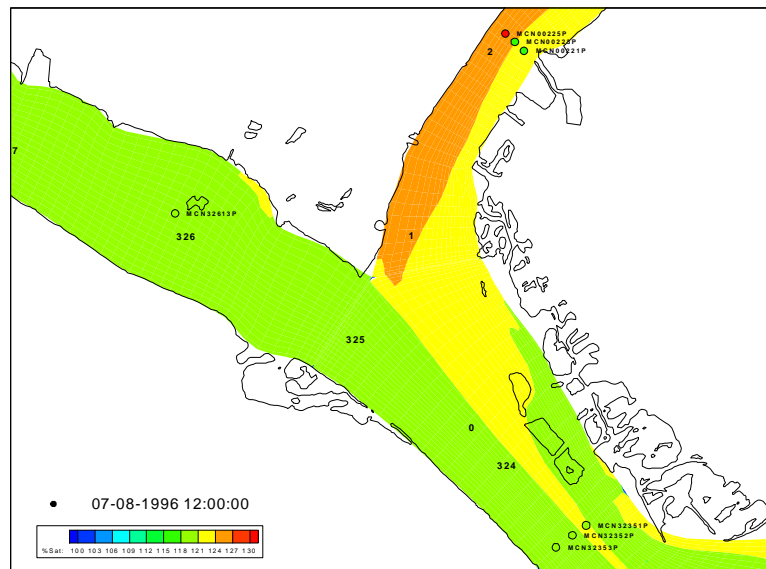 MCN00225P
MCN00223P
2
MCN00221P
7
MCN32613P
326
1
325
0
324
07-08-1996 12:00:00
MCN32351P
MCN32352P
MCN32353P
%Sat: 100 103 106 109 112 115 118 121 124 127 130